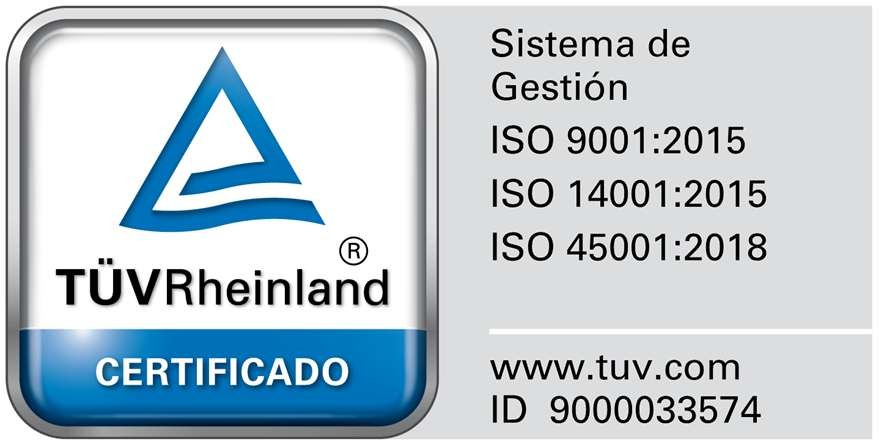 ®
TÜVRheinland
CERTIFICADO
Sistema de
Gestión
ISO 9001:2015
ISO 14001:2015
ISO 45001:2018
www.tuv.com
ID 9000033574